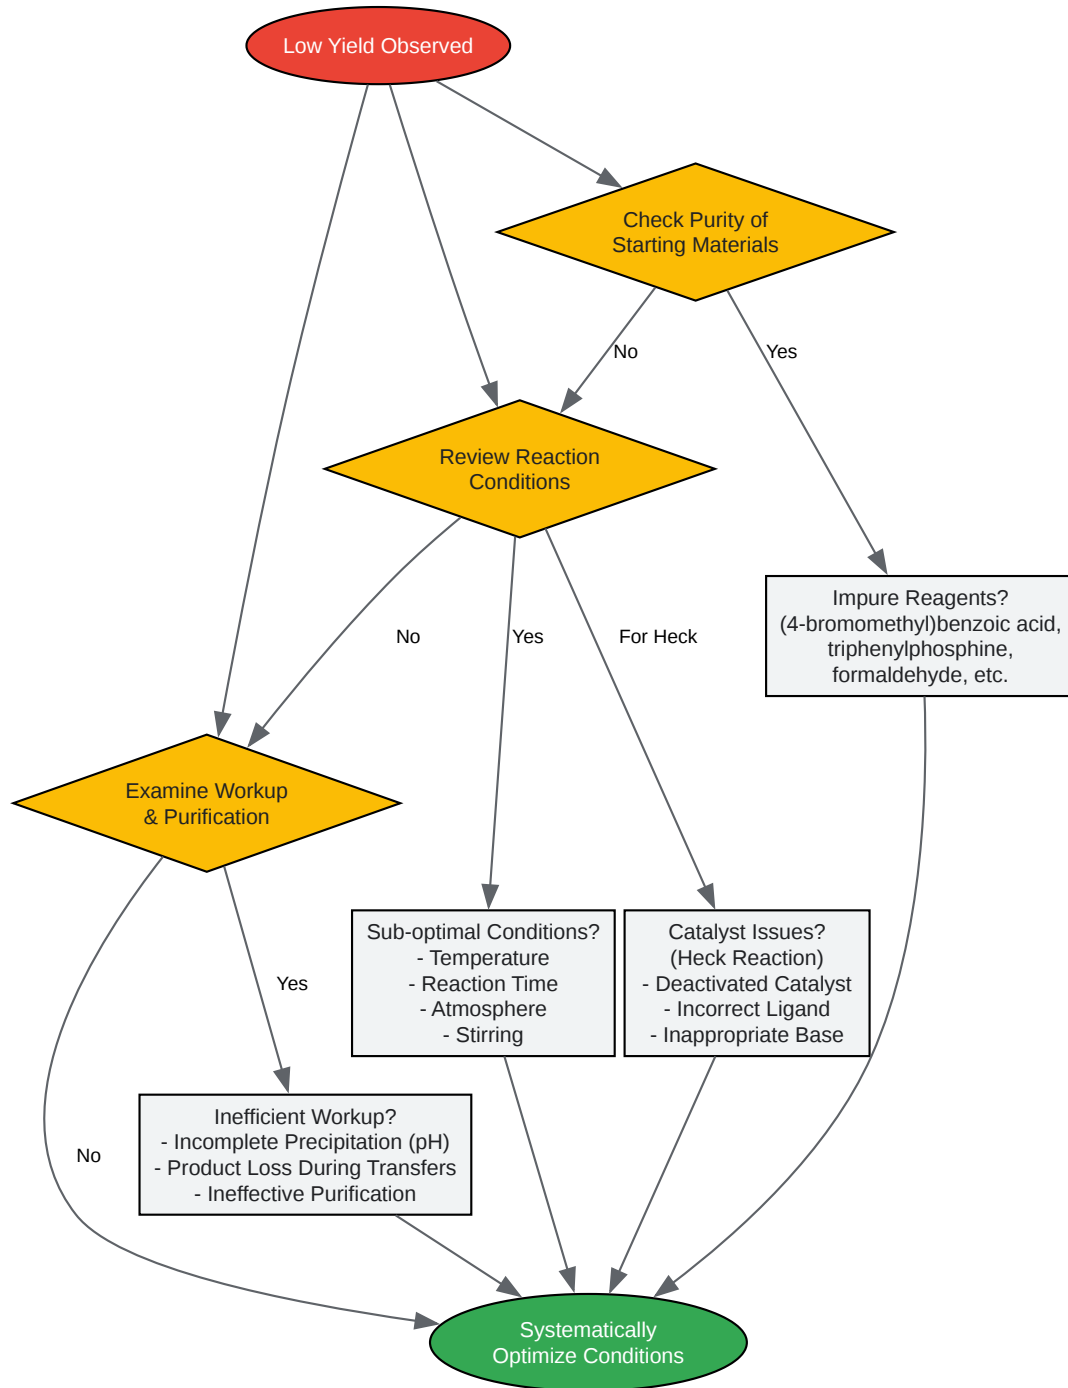 Low Yield Observed
Check Purity of
Starting Materials
No
Yes
Review Reaction
Conditions
Impure Reagents?
(4-bromomethyl)benzoic acid,
triphenylphosphine,
formaldehyde, etc.
No
Yes
For Heck
Examine Workup
& Purification
Sub-optimal Conditions?
- Temperature
- Reaction Time
- Atmosphere
- Stirring
Catalyst Issues?
(Heck Reaction)
- Deactivated Catalyst
- Incorrect Ligand
- Inappropriate Base
Yes
Inefficient Workup?
- Incomplete Precipitation (pH)
- Product Loss During Transfers
- Ineffective Purification
No
Systematically
Optimize Conditions